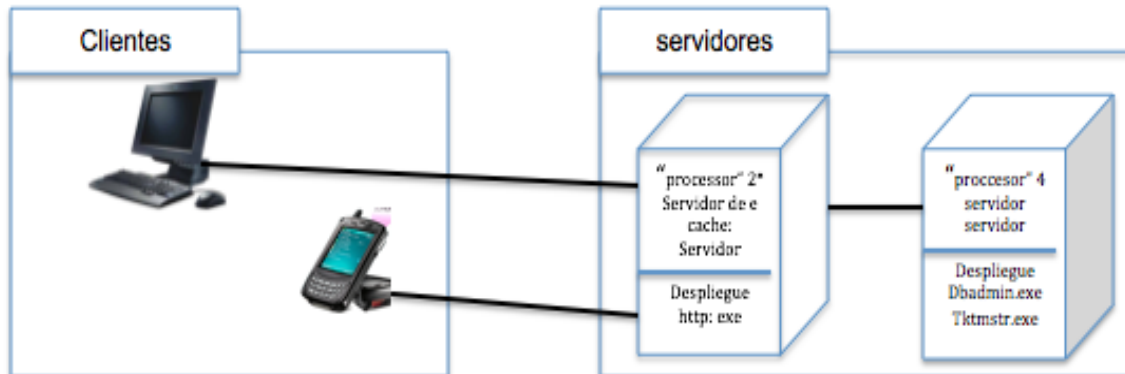 Clientes
servidores
“processor” 2*
Servidor de e
cache:
Servidor
Despliegue
http: exe
“proccesor” 4
servidor
servidor
Despliegue
Dbadmin.exe
Tktmstr.exe